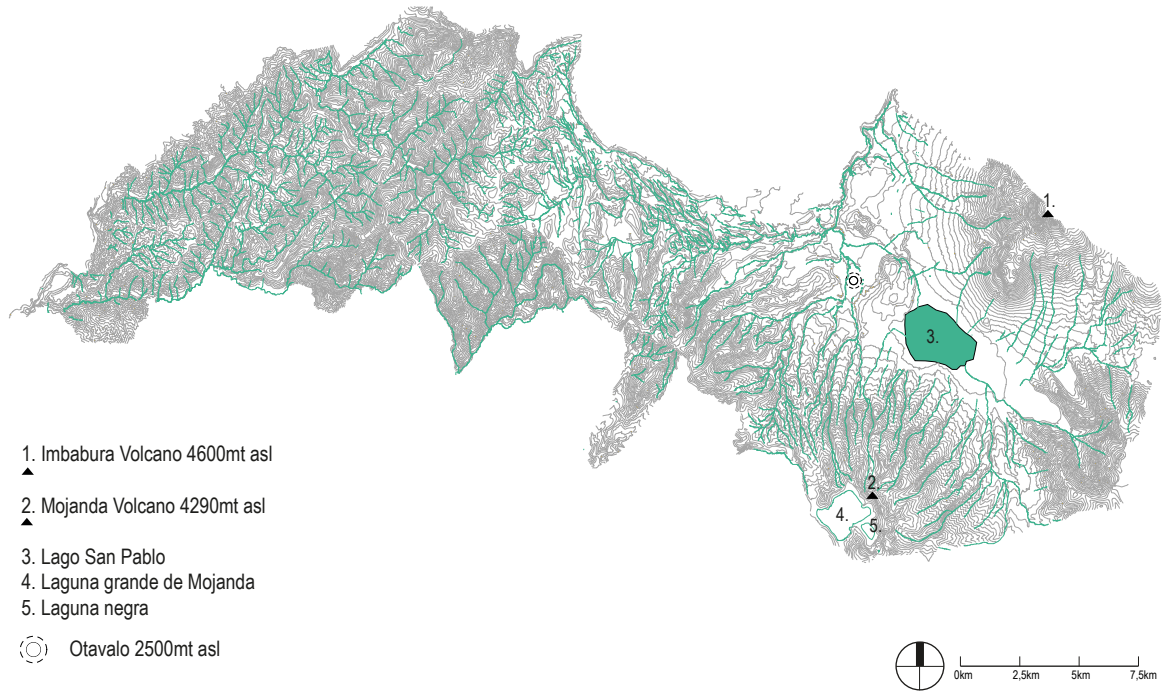 1.
3.
2.
4.
5.
1. Imbabura Volcano 4600mt asl
2. Mojanda Volcano 4290mt asl
3. Lago San Pablo
4. Laguna grande de Mojanda
5. Laguna negra
Otavalo 2500mt asl
0km 2,5km 5km 7,5km